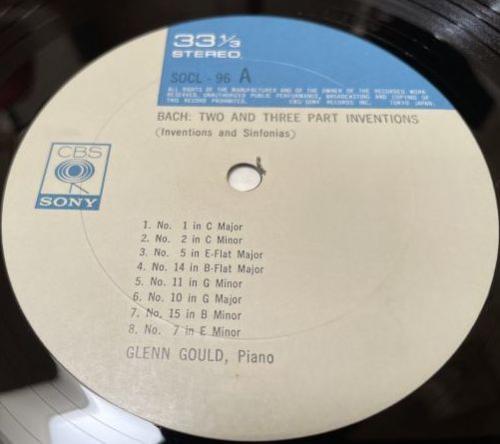 33 1/3
STEREO
SOCL - 96 A
ALL RIGHTS OF THE MANUFACTURER AND OF THE OWNER OF THE RECORDED WORK
RESERVED. UNAUTHORIZED PUBLIC PERFORMANCE, BROADCASTING AND COPYING OF
THIS RECORD PROHIBITED. CBS/SONY RECORDS INC. TOKYO JAPAN.
BACH: TWO AND THREE PART INVENTIONS
(Inventions and Sinfonias)
CBS
SONY
1. No. 1 in C Major
2. No. 2 in C Minor
3. No. 5 in E-Flat Major
4. No. 14 in B-Flat Major
5. No. 11 in G Minor
6. No. 10 in G Major
7. No. 15 in B Minor
8. No. 7 in E Minor
GLENN GOULD, Piano